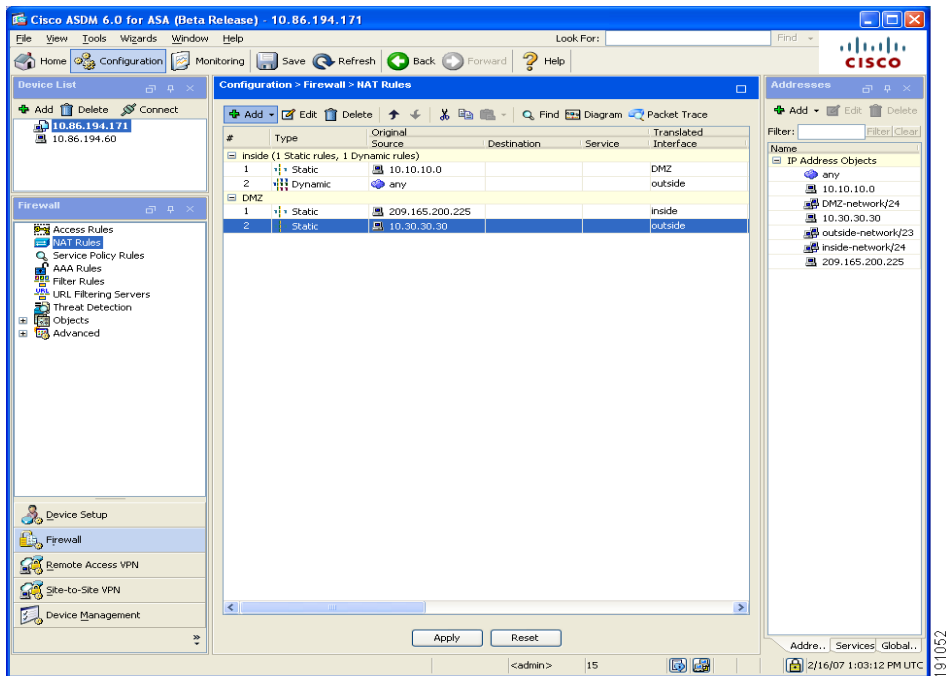 Cisco ASDM 6.0 for ASA (Beta Release) - 10.86.194.171
File View Tools Wizards Window Help Look For: Find
Home Configuration Monitoring Save Refresh Back Forward Help
CISCO
Device List
Add Delete Connect
10.86.194.171
10.86.194.60
Firewall
Access Rules
NAT Rules
Service Policy Rules
AAA Rules
Filter Rules
URL Filtering Servers
Threat Detection
Objects
Advanced
Device Setup
Firewall
Remote Access VPN
Site-to-Site VPN
Device Management
Configuration > Firewall > NAT Rules
Add Edit Delete Find Diagram Packet Trace
# Type Original Translated
Source Destination Service Interface
inside (1 Static rules, 1 Dynamic rules)
1 Static 10.10.10.0 DMZ
2 Dynamic any outside
DMZ
1 Static 209.165.200.225 inside
2 Static 10.30.30.30 outside
Apply Reset
Addresses
Add Edit Delete
Filter: Filter Clear
Name
IP Address Objects
any
10.10.10.0
DMZ-network/24
10.30.30.30
outside-network/23
inside-network/24
209.165.200.225
Addre.. Services Global..
<admin> 15 2/16/07 1:03:12 PM UTC
191052